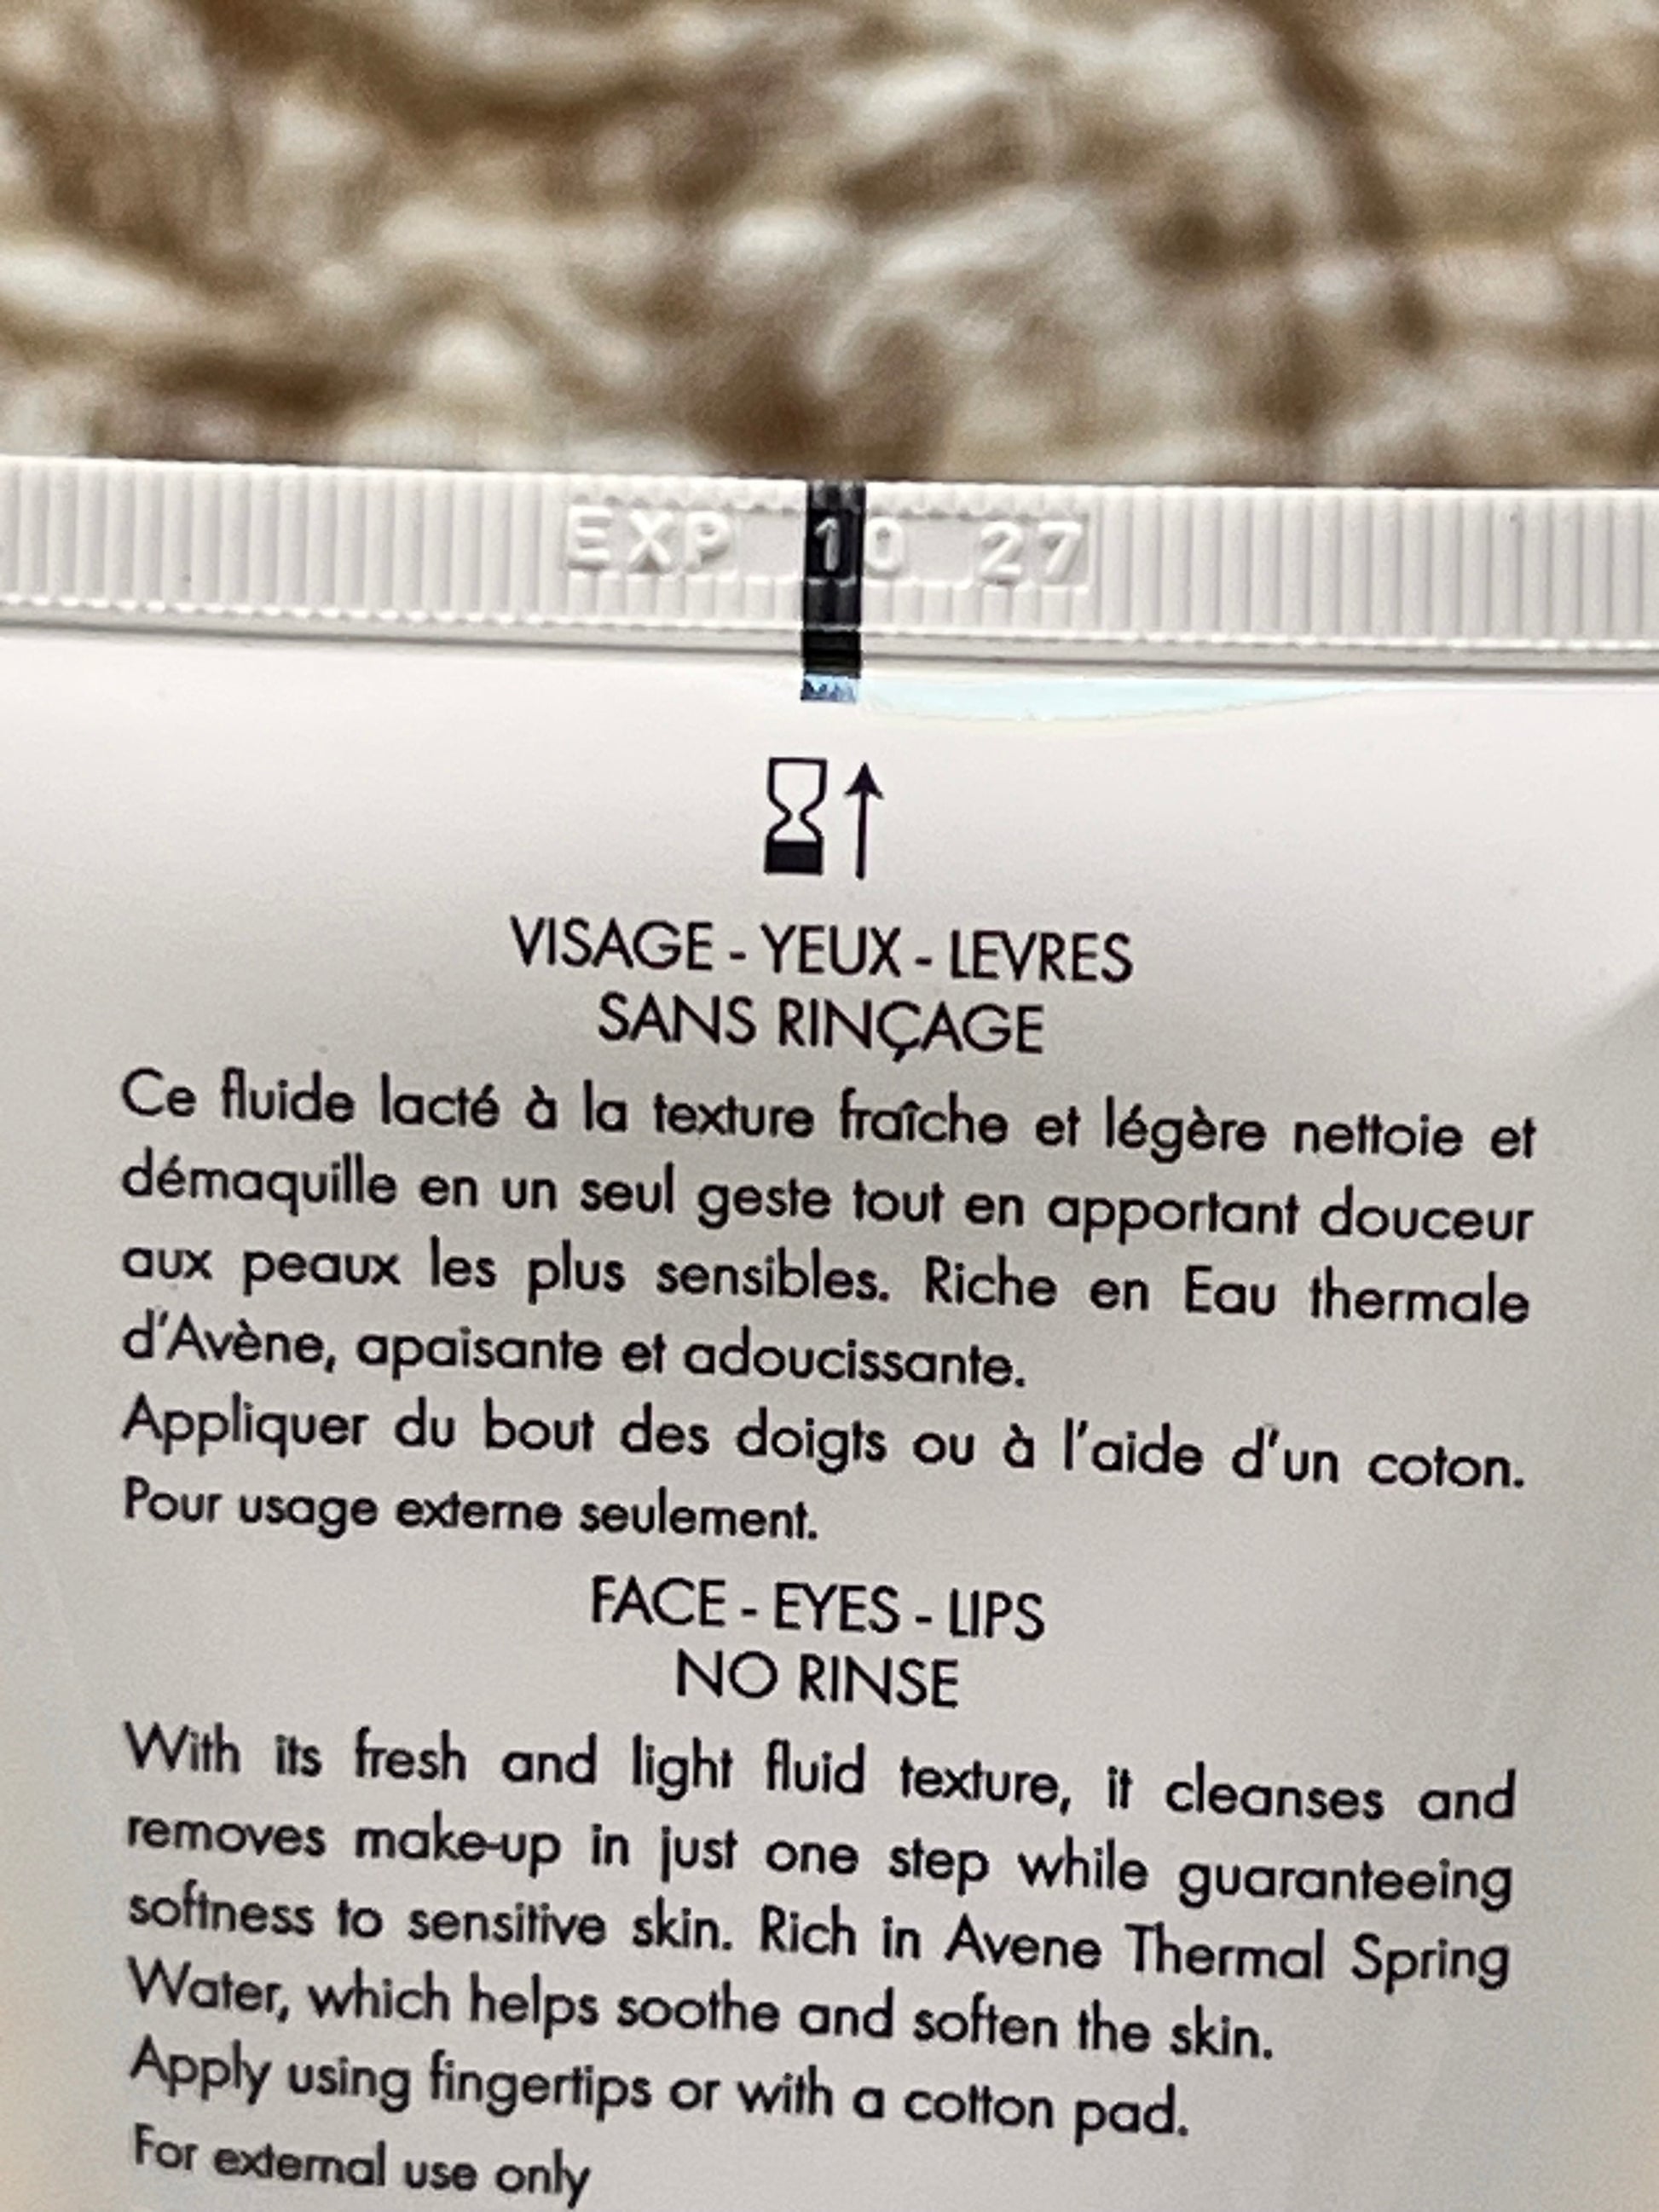 EXP 10 27
VISAGE - YEUX - LEVRES
SANS RINÇAGE
Ce fluide lacté à la texture fraîche et légère nettoie et
démaquille en un seul geste tout en apportant douceur
aux peaux les plus sensibles. Riche en Eau thermale
d'Avène, apaisante et adoucissante.
Appliquer du bout des doigts ou à l'aide d'un coton.
Pour usage externe seulement.
FACE - EYES - LIPS
NO RINSE
With its fresh and light fluid texture, it cleanses and
removes make-up in just one step while guaranteeing
softness to sensitive skin. Rich in Avene Thermal Spring
Water, which helps soothe and soften the skin.
Apply using fingertips or with a cotton pad.
For external use only